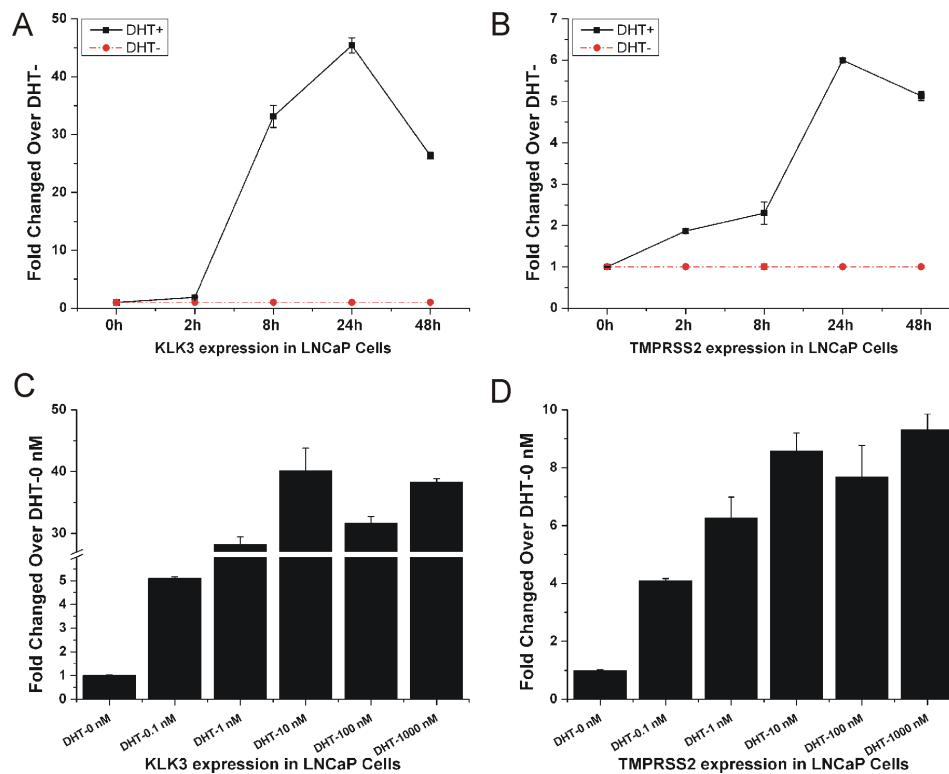 A
DHT+
DHT-
50
40
30
20
10
0
Fold Changed Over DHT-
0h 2h 8h 24h 48h
KLK3 expression in LNCaP Cells
B
DHT+
DHT-
7
6
5
4
3
2
1
0
Fold Changed Over DHT-
0h 2h 8h 24h 48h
TMPRSS2 expression in LNCaP Cells
C
50
40
30
5
4
3
2
1
0
Fold Changed Over DHT-0 nM
DHT-0 nM DHT-0.1 nM DHT-1 nM DHT-10 nM DHT-100 nM DHT-1000 nM
KLK3 expression in LNCaP Cells
D
10
8
6
4
2
0
Fold Changed Over DHT-0 nM
DHT-0 nM DHT-0.1 nM DHT-1 nM DHT-10 nM DHT-100 nM DHT-1000 nM
TMPRSS2 expression in LNCaP Cells